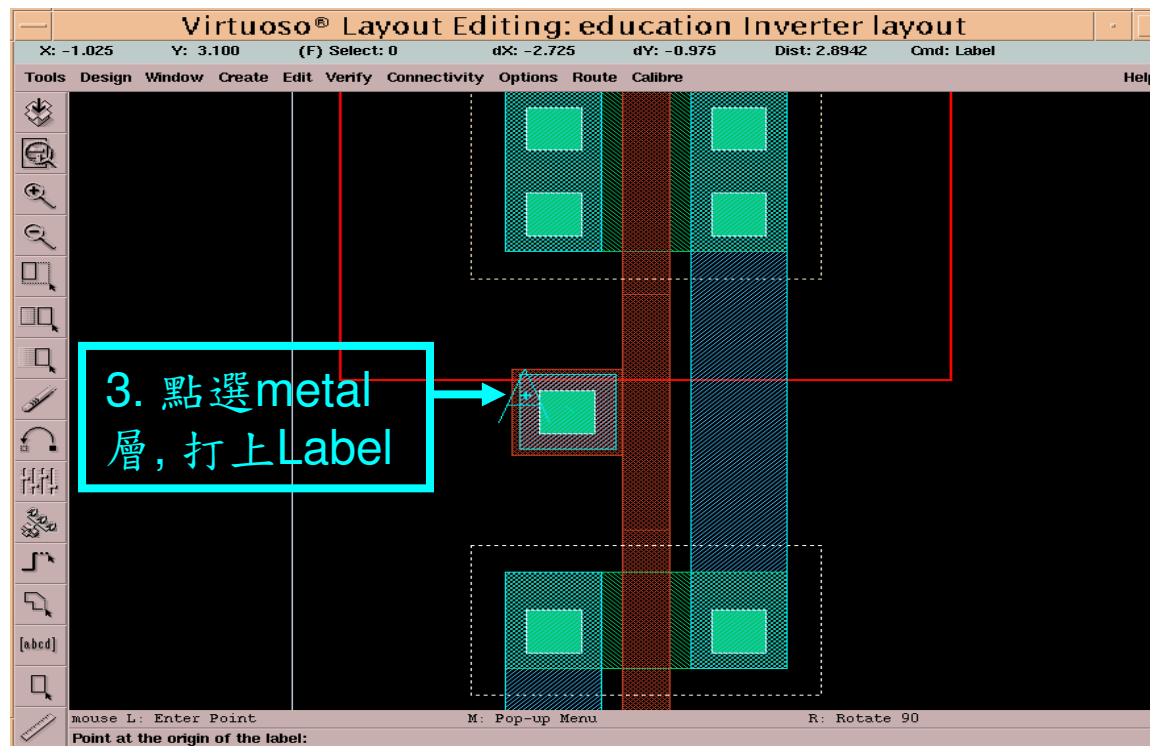 Virtuoso® Layout Editing: education Inverter layout
X: -1.025 Y: 3.100 (F) Select: 0 dX: -2.725 dY: -0.975 Dist: 2.8942 Cmd: Label
Tools Design Window Create Edit Verify Connectivity Options Route Calibre Help
3. 點選metal
層, 打上Label
A
[abcd]
mouse L: Enter Point M: Pop-up Menu R: Rotate 90
Point at the origin of the label: